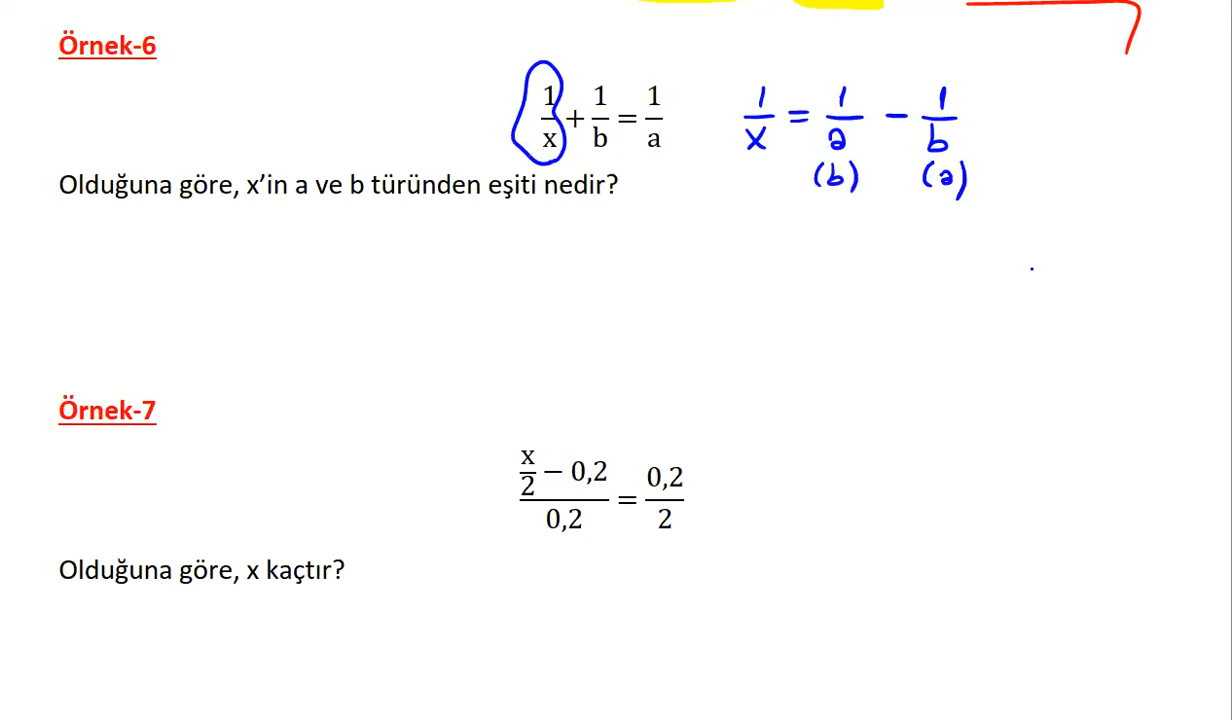 Örnek-6
1/x + 1/b = 1/a
1/x = 1/a - 1/b
(b) (a)
Olduğuna göre, x’in a ve b türünden eşiti nedir?
Örnek-7
(x/2 − 0,2)/0,2 = 0,2/2
Olduğuna göre, x kaçtır?